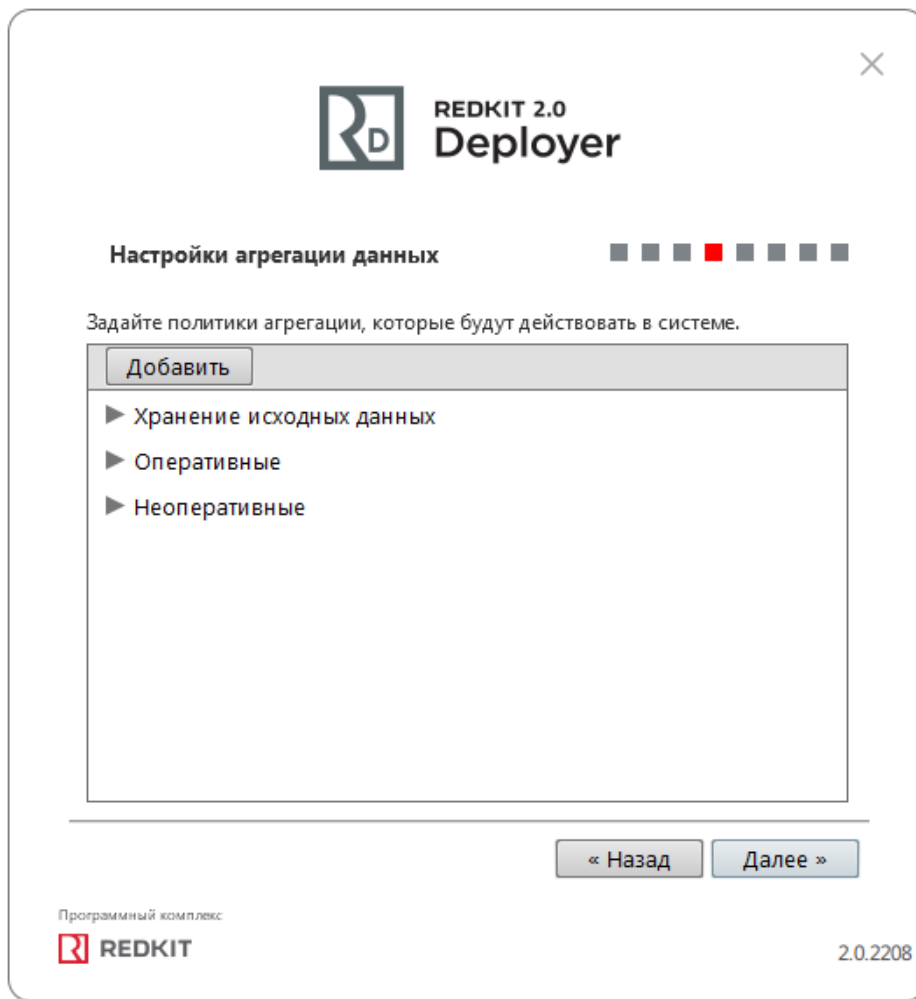 REDKIT 2.0
Deployer
Настройки агрегации данных
Задайте политики агрегации, которые будут действовать в системе.
Добавить
Хранение исходных данных
Оперативные
Неоперативные
« Назад
Далее »
Программный комплекс
REDKIT
2.0.2208